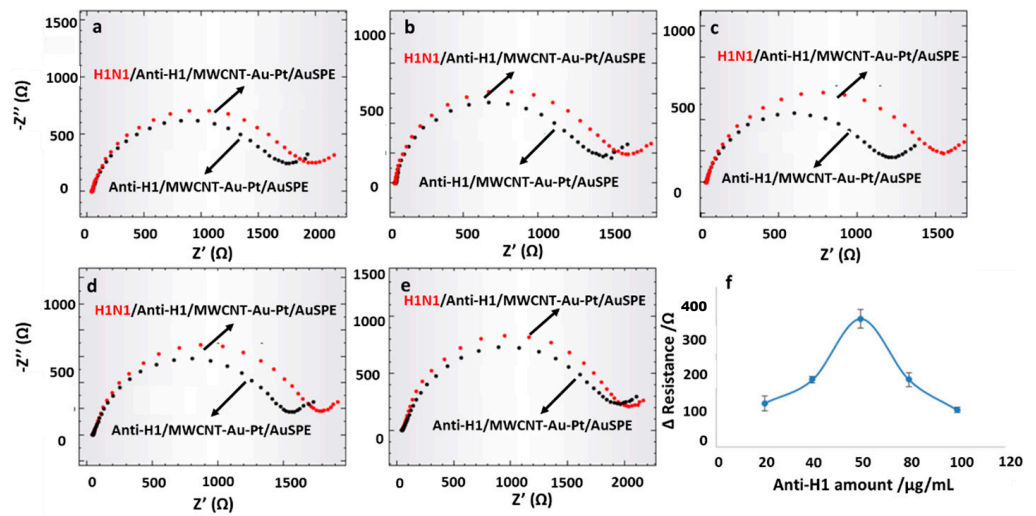 a
1500
1000
500
0
-Z'' (Ω)
H1N1/Anti-H1/MWCNT-Au-Pt/AuSPE
Anti-H1/MWCNT-Au-Pt/AuSPE
0 500 1000 1500 2000
Z' (Ω)
b
1000
500
0
H1N1/Anti-H1/MWCNT-Au-Pt/AuSPE
Anti-H1/MWCNT-Au-Pt/AuSPE
0 500 1000 1500
Z' (Ω)
c
1000
500
0
H1N1/Anti-H1/MWCNT-Au-Pt/AuSPE
Anti-H1/MWCNT-Au-Pt/AuSPE
0 500 1000 1500
Z' (Ω)
d
1000
500
0
-Z'' (Ω)
H1N1/Anti-H1/MWCNT-Au-Pt/AuSPE
Anti-H1/MWCNT-Au-Pt/AuSPE
0 500 1000 1500
Z' (Ω)
e
1500
1000
500
0
H1N1/Anti-H1/MWCNT-Au-Pt/AuSPE
Anti-H1/MWCNT-Au-Pt/AuSPE
0 500 1000 1500 2000
Z' (Ω)
f
400
300
200
100
0
Δ Resistance /Ω
0 20 40 50 80 100 120
Anti-H1 amount /µg/mL